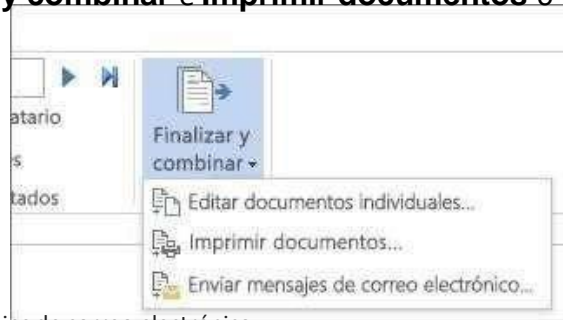 y combinar e imprimir documentos o
atario
s
tados
Finalizar y
combinar
Editar documentos individuales...
Imprimir documentos...
Enviar mensajes de correo electrónico...